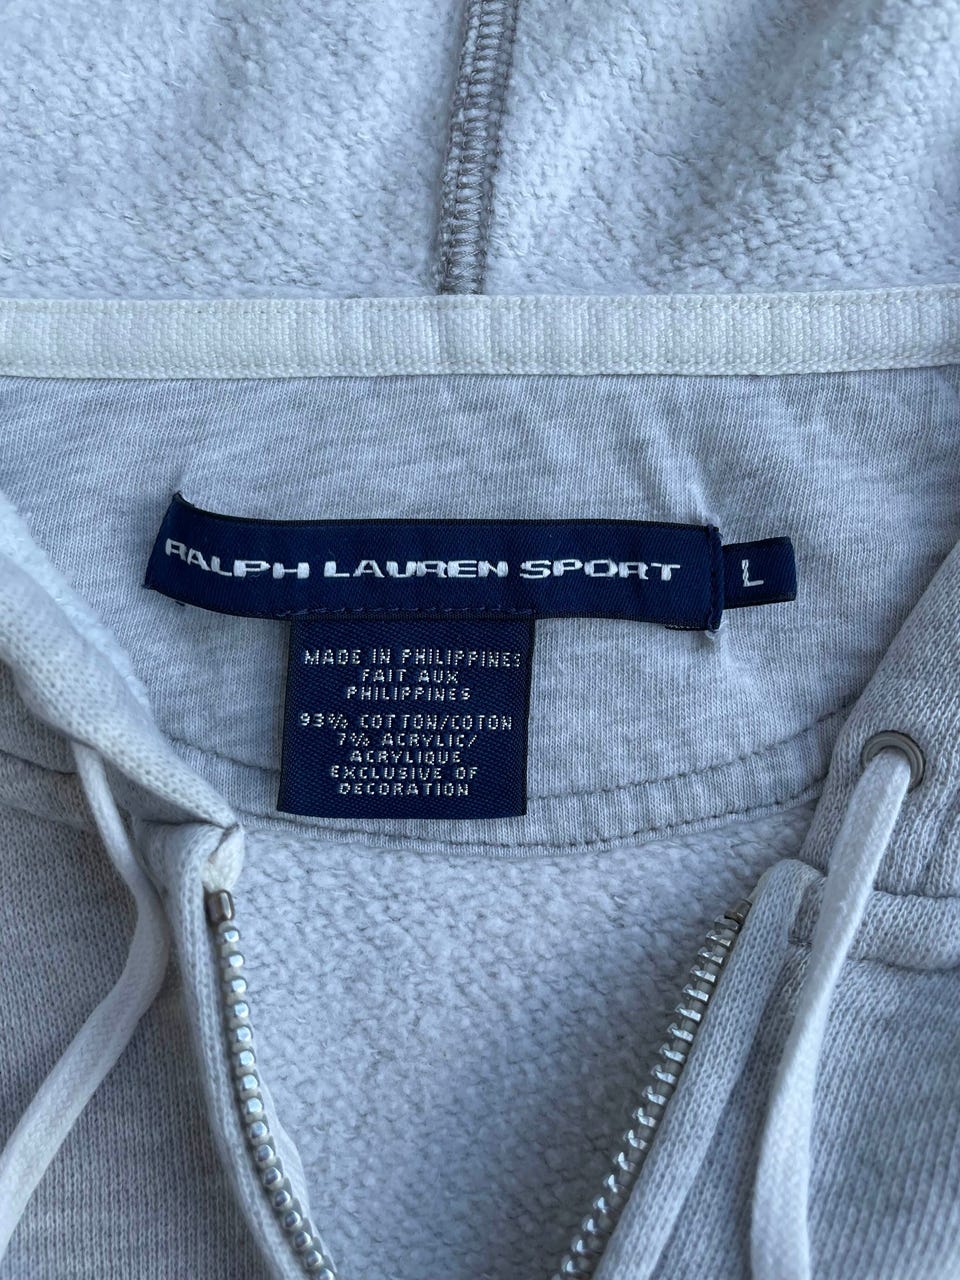 RALPH LAUREN SPORT
L
MADE IN PHILIPPINES
FAIT AUX
PHILIPPINES
93% COTTON/COTON
7% ACRYLIC/
ACRYLIQUE
EXCLUSIVE OF
DECORATION